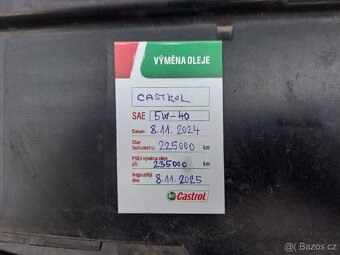 VÝMĚNA OLEJE
CASTROL
SAE 5W-40
Datum: 8.11.2024
Stav tachometru: 225000 km
Příští výměna oleje při: 235000 km
Nejpozději dne: 8.11.2025
Castrol
© Sbazar.cz